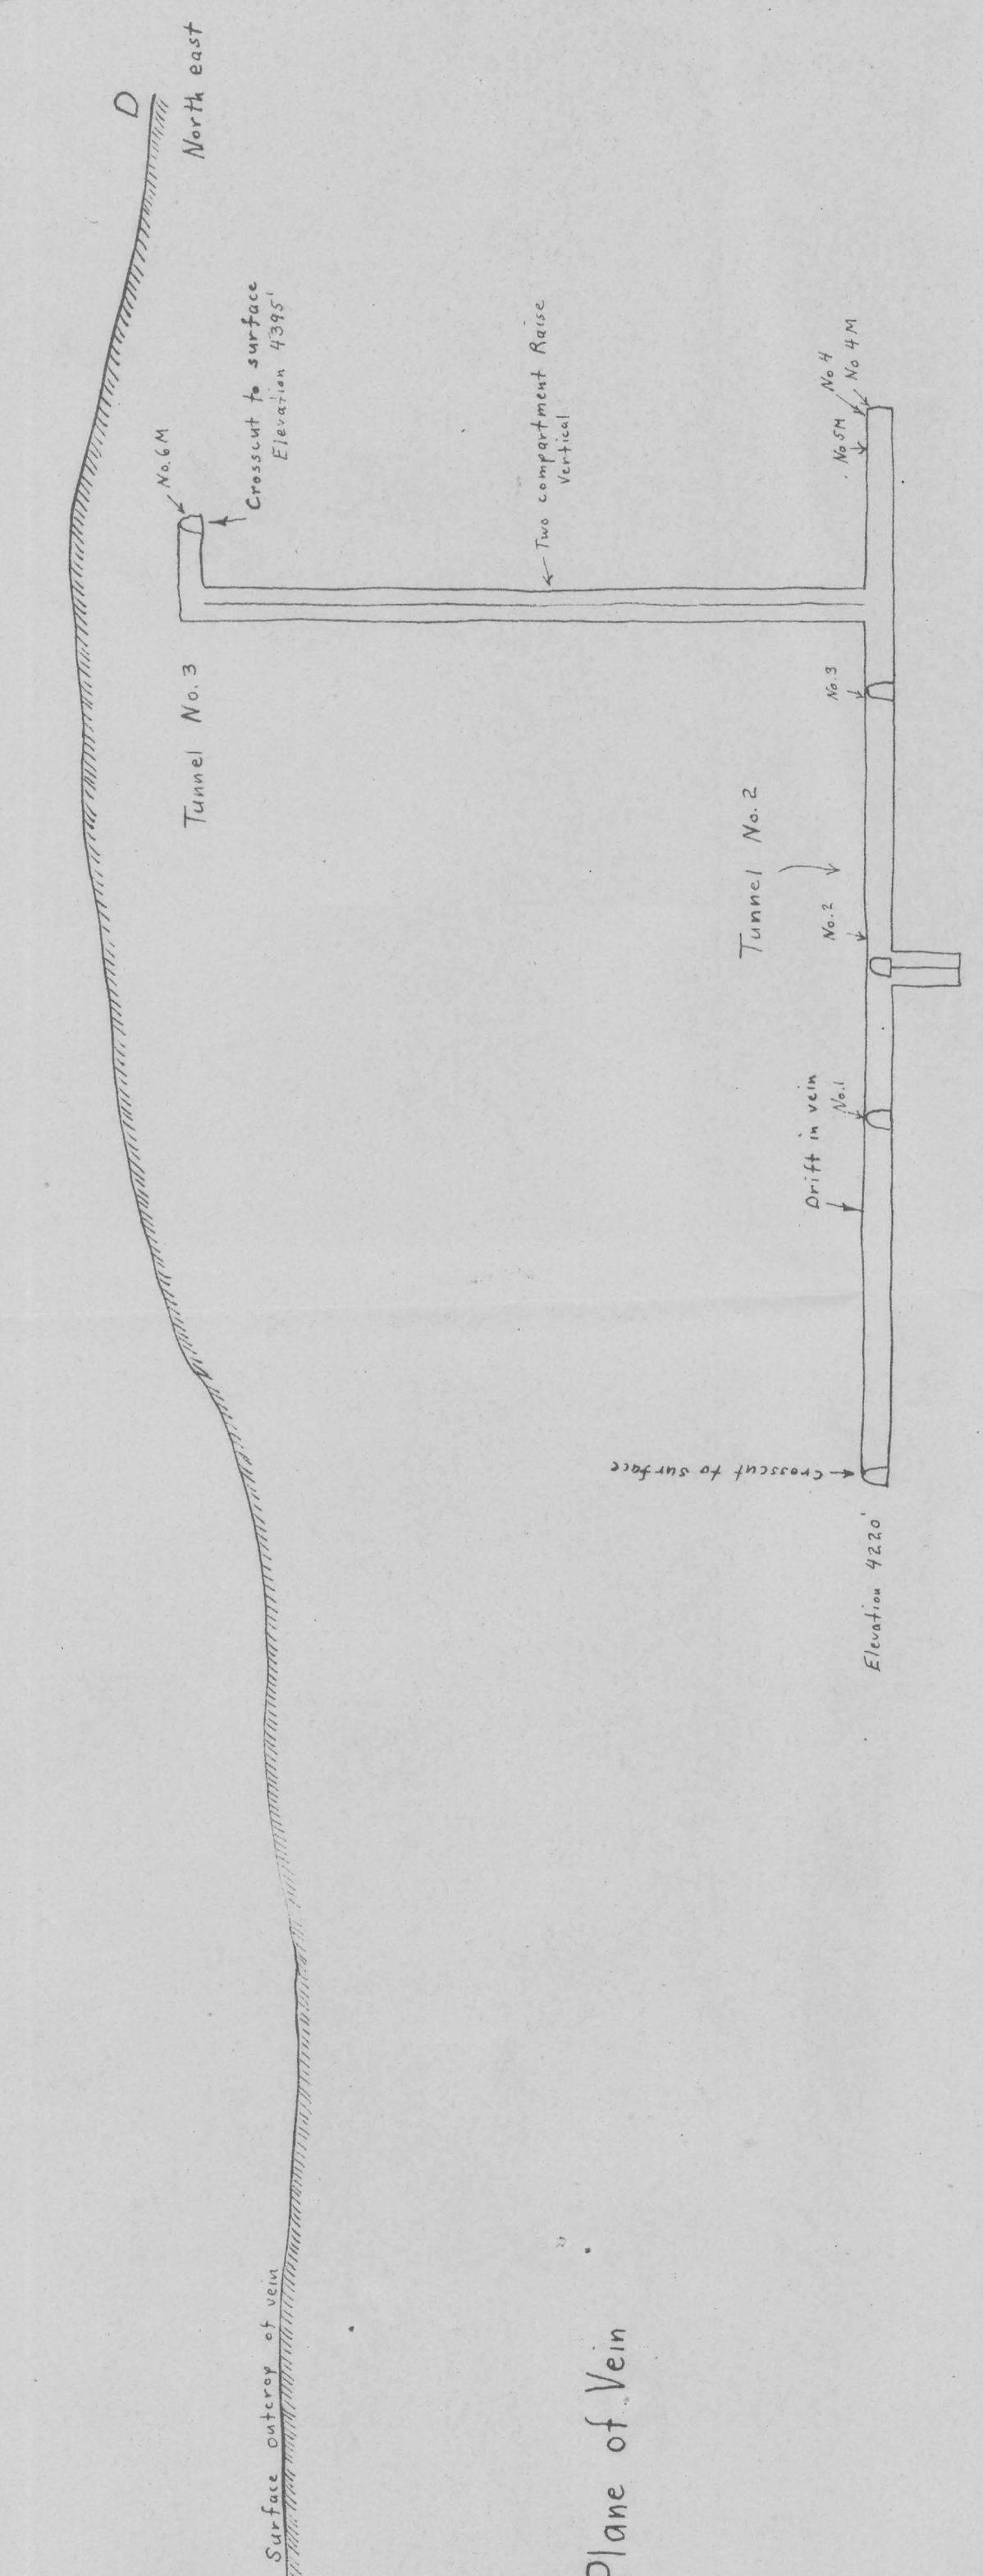 D
North east
No. 6 M
Crosscut to surface
Elevation 4395'
Two compartment Raise
Vertical
No 4
No 4 M
No 5M
Tunnel No. 3
No. 3
Tunnel No. 2
No. 2
Drift in vein
No. 1
Crosscut to surface
Elevation 4220'
Surface outcrop of vein
Plane of Vein